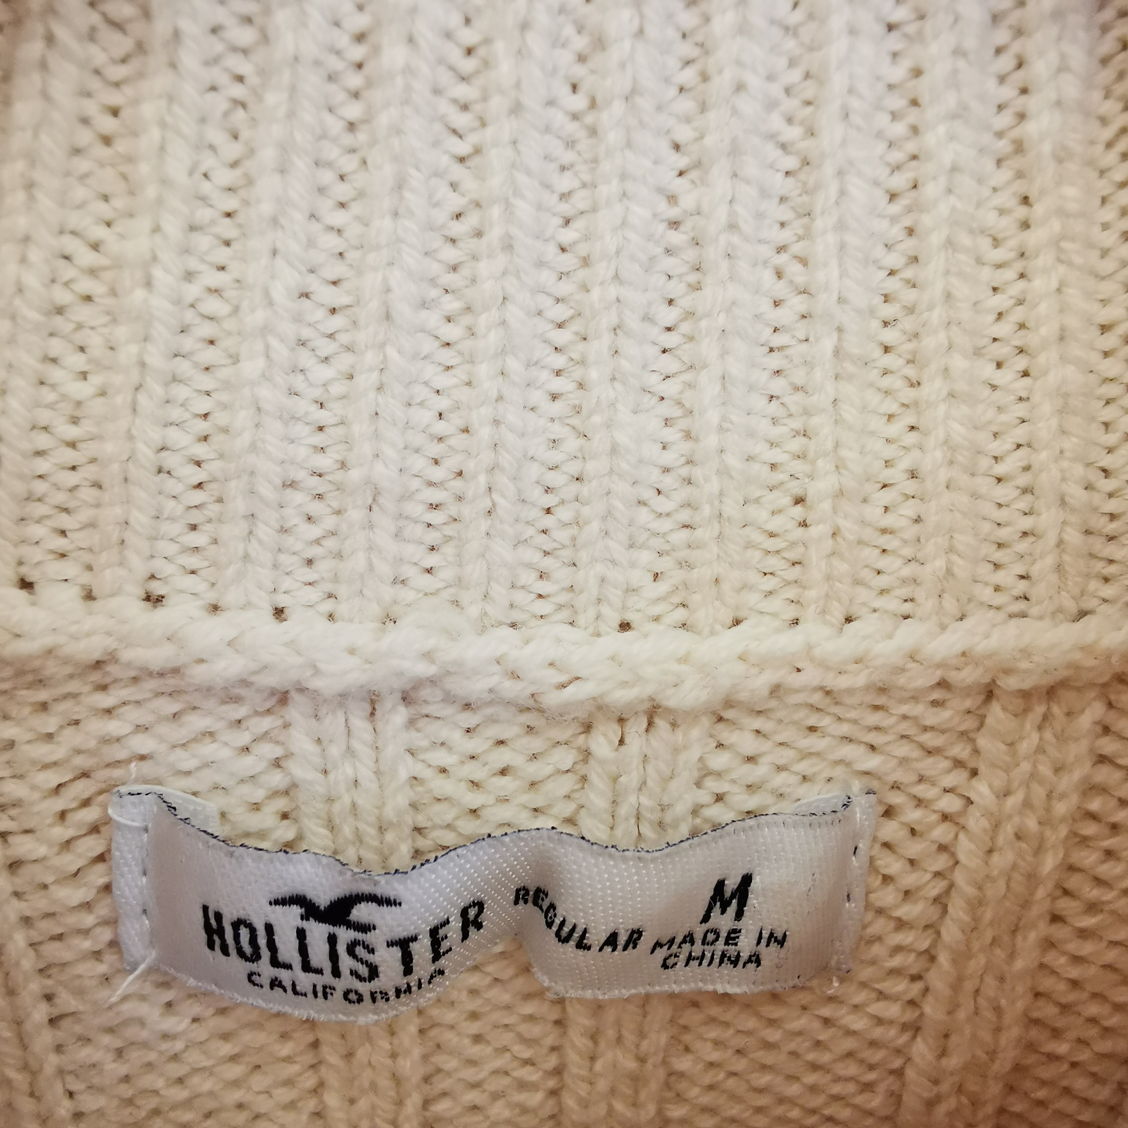 HOLLISTER
CALIFORNIA
REGULAR
M
MADE IN
CHINA